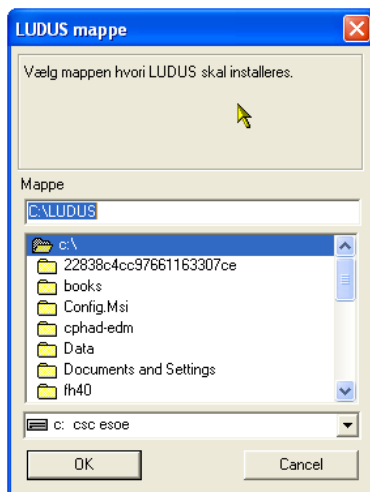 LUDUS mappe
Vælg mappen hvori LUDUS skal installeres.
Mappe
C:\LUDUS
c:\
22838c4cc97661163307ce
books
Config.Msi
cphad-edm
Data
Documents and Settings
fh40
c: csc esoe
OK Cancel